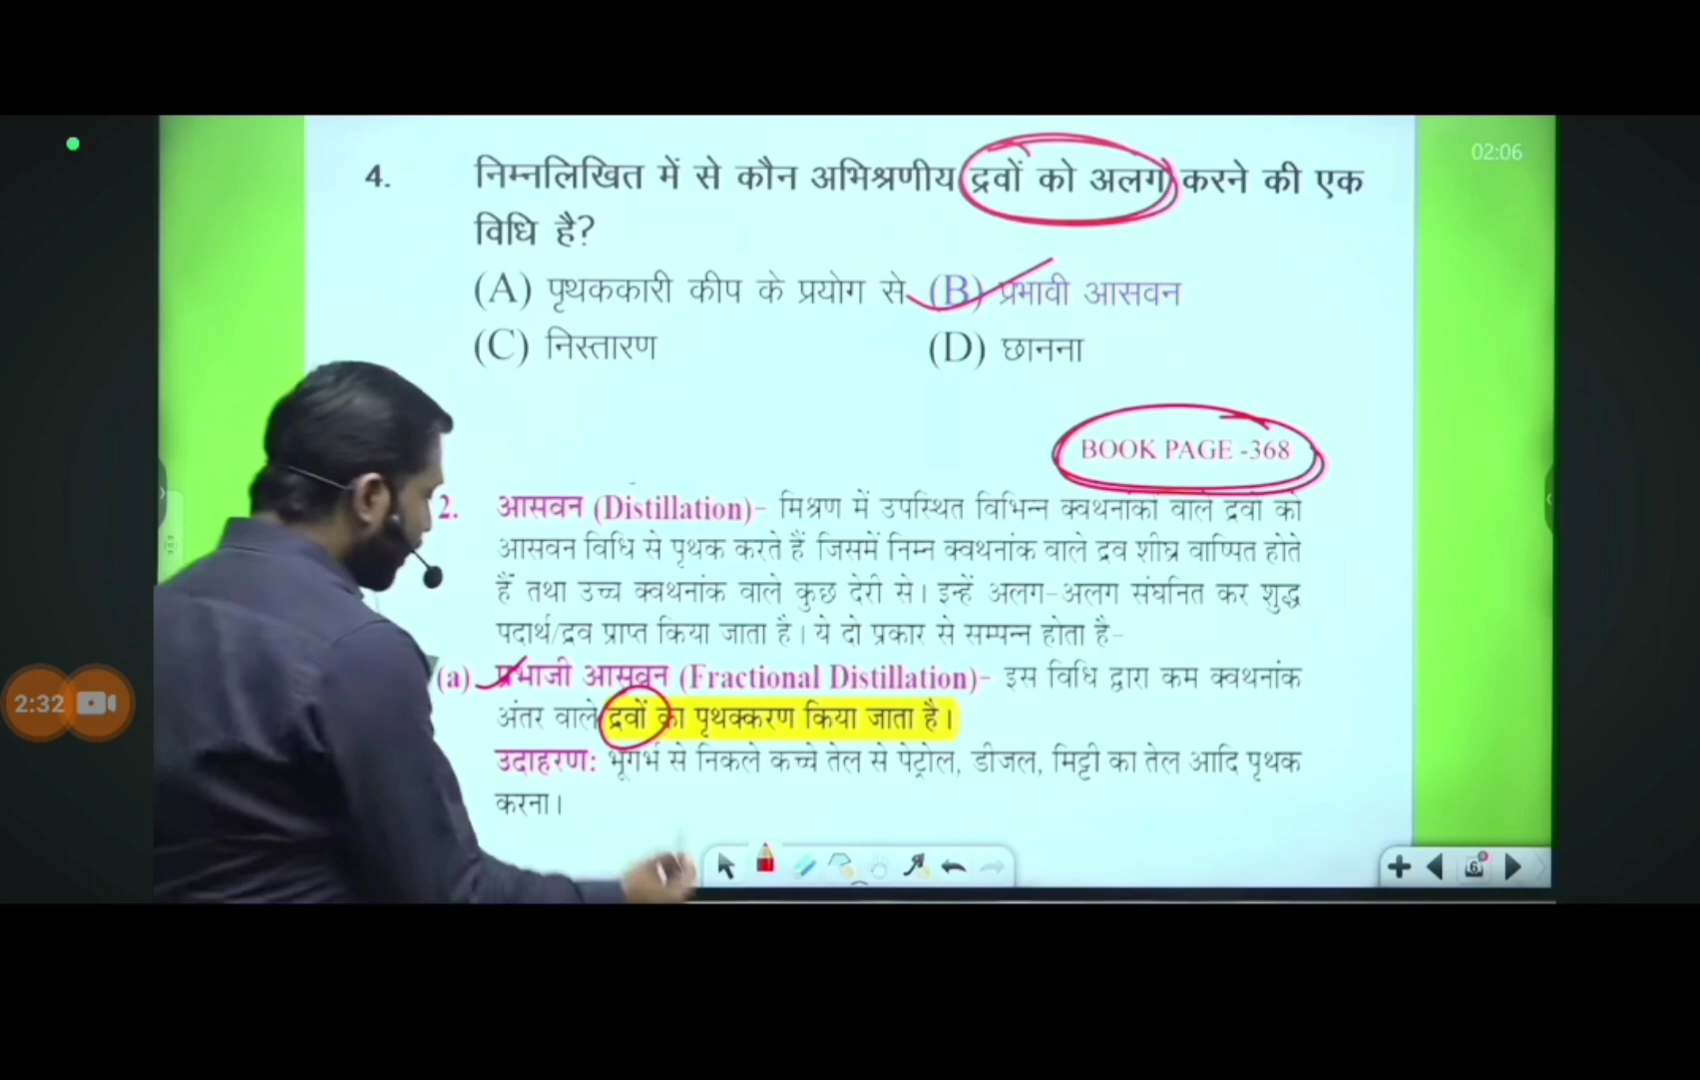 02:06
4. निम्नलिखित में से कौन अभिश्रणीय द्रवों को अलग करने की एक
विधि है?
(A) पृथककारी कीप के प्रयोग से (B) प्रभावी आसवन
(C) निस्तारण (D) छानना
BOOK PAGE -368
2. आसवन (Distillation)- मिश्रण में उपस्थित विभिन्न क्वथनांको वाले द्रवों को
आसवन विधि से पृथक करते हैं जिसमें निम्न क्वथनांक वाले द्रव शीघ्र वाष्पित होते
हैं तथा उच्च क्वथनांक वाले कुछ देरी से। इन्हें अलग-अलग संघनित कर शुद्ध
पदार्थ/द्रव प्राप्त किया जाता है। ये दो प्रकार से सम्पन्न होता है-
(a) प्रभाजी आसवन (Fractional Distillation)- इस विधि द्वारा कम क्वथनांक
अंतर वाले द्रवों का पृथक्करण किया जाता है।
उदाहरण: भूगर्भ से निकले कच्चे तेल से पेट्रोल, डीजल, मिट्टी का तेल आदि पृथक
करना।
2:32
6